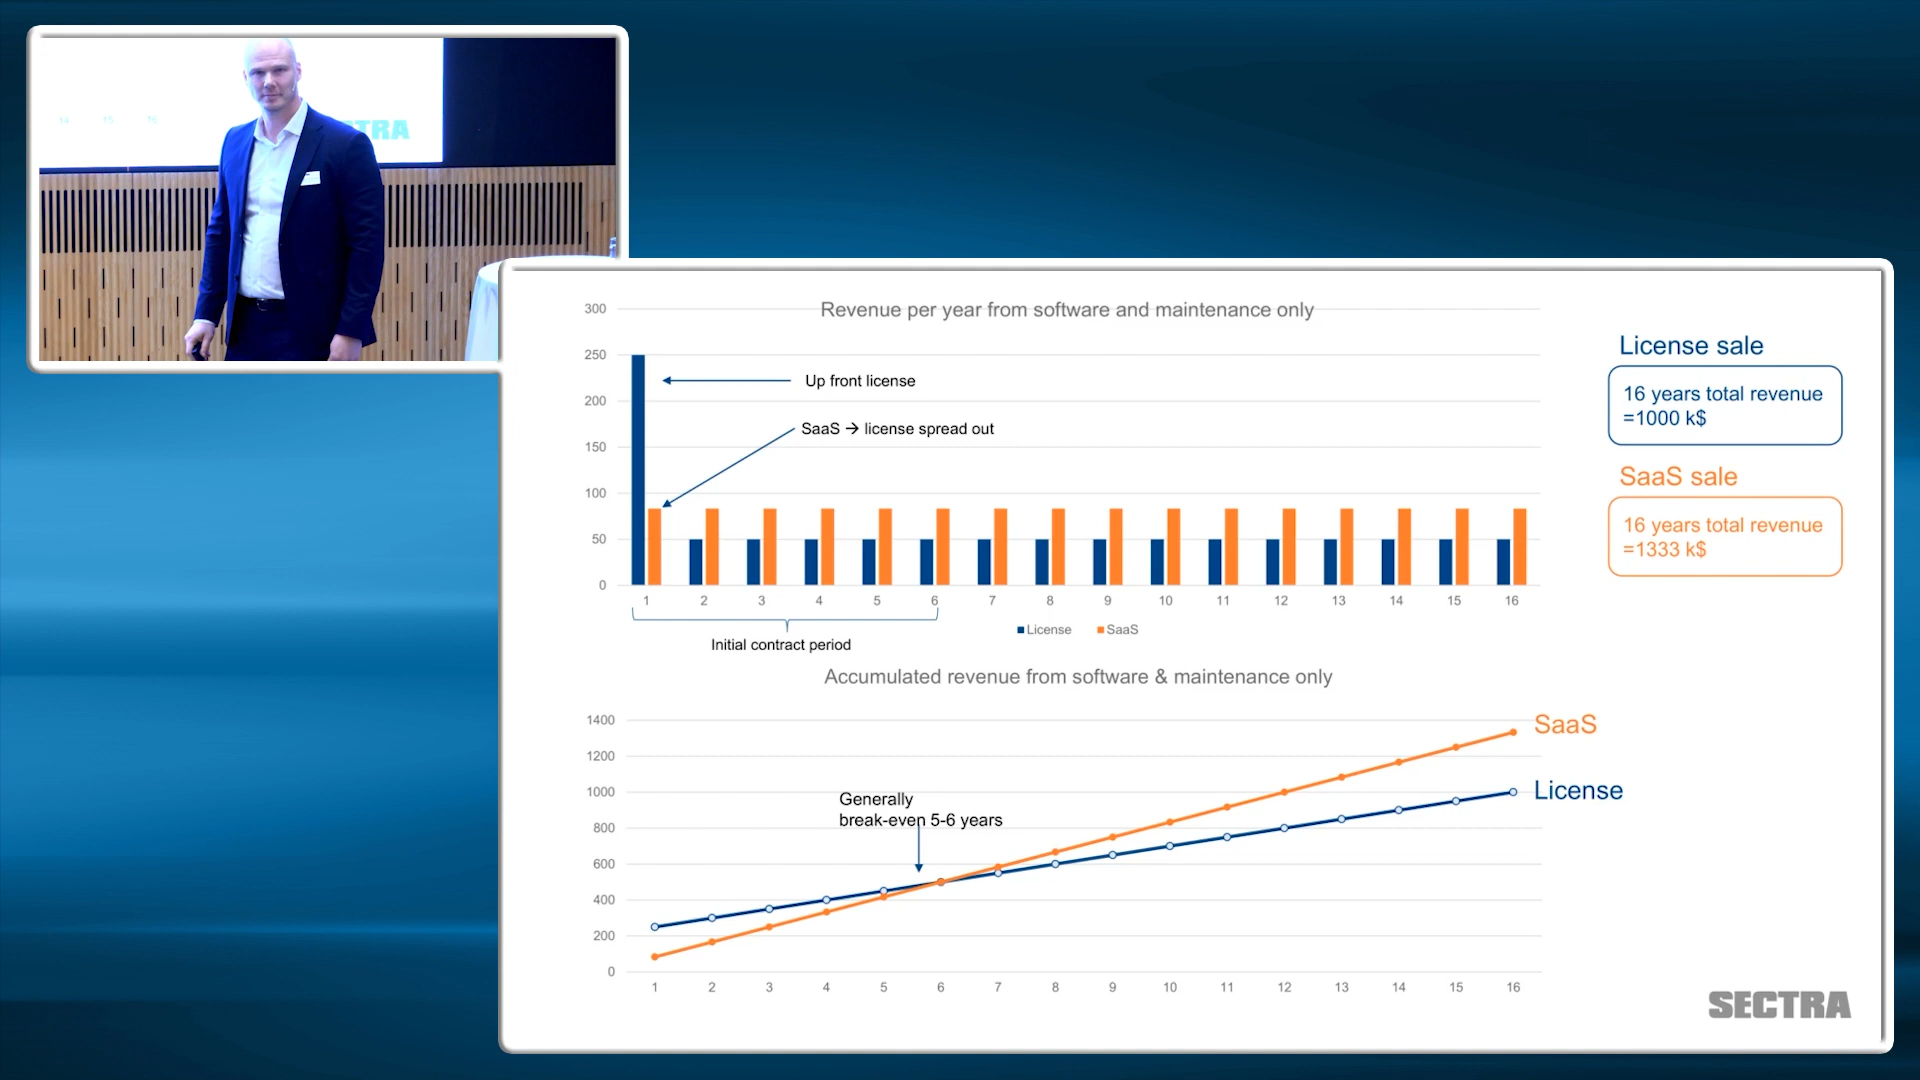 14 15 16
TRA
Revenue per year from software and maintenance only
300
250
200
150
100
50
0
Up front license
SaaS → license spread out
1 2 3 4 5 6 7 8 9 10 11 12 13 14 15 16
Initial contract period
License SaaS
License sale
16 years total revenue
=1000 k$
SaaS sale
16 years total revenue
=1333 k$
Accumulated revenue from software & maintenance only
1400
1200
1000
800
600
400
200
0
Generally
break-even 5-6 years
SaaS
License
1 2 3 4 5 6 7 8 9 10 11 12 13 14 15 16
SECTRA